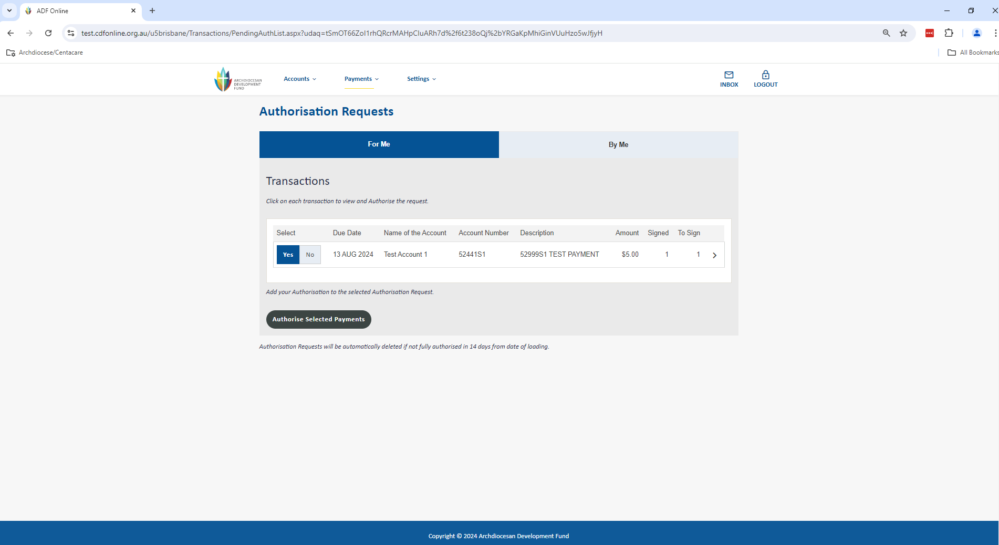 ADF Online
test.cdfonline.org.au/u5brisbane/Transactions/PendingAuthList.aspx?udaq=tSmOT66ZoI1rhQRcrMAHpCIuARh7d%2f6t238oQj%2bYRGaKpMhiGinVUuHzo5wJfjyH
Archdiocese/Centacare
All Bookmarks
ARCHDIOCESAN
DEVELOPMENT
FUND
Accounts
Payments
Settings
INBOX
LOGOUT
Authorisation Requests
For Me
By Me
Transactions
Click on each transaction to view and Authorise the request.
Select Due Date Name of the Account Account Number Description Amount Signed To Sign
Yes No 13 AUG 2024 Test Account 1 52441S1 52999S1 TEST PAYMENT $5.00 1 1
Add your Authorisation to the selected Authorisation Request.
Authorise Selected Payments
Authorisation Requests will be automatically deleted if not fully authorised in 14 days from date of loading.
Copyright © 2024 Archdiocesan Development Fund